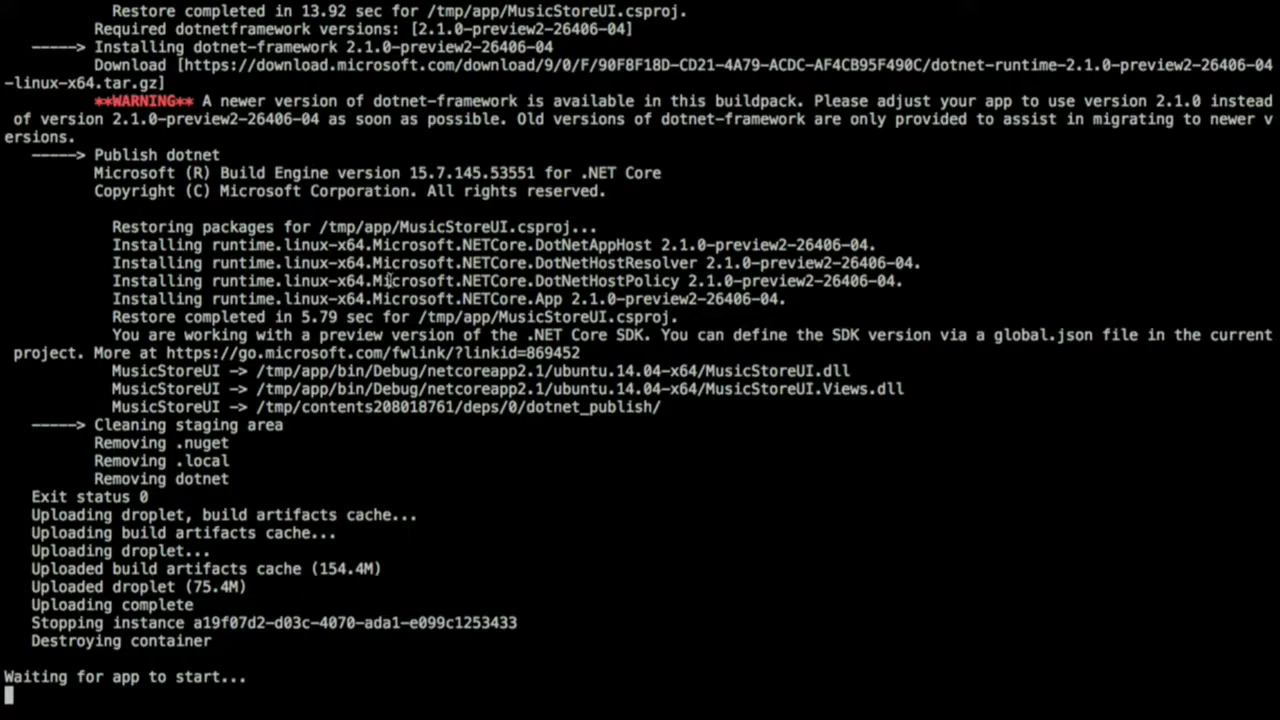 Restore completed in 13.92 sec for /tmp/app/MusicStoreUI.csproj.
Required dotnetframework versions: [2.1.0-preview2-26406-04]
-----> Installing dotnet-framework 2.1.0-preview2-26406-04
Download [https://download.microsoft.com/download/9/0/F/90F8F18D-CD21-4A79-ACDC-AF4CB95F490C/dotnet-runtime-2.1.0-preview2-26406-04
-linux-x64.tar.gz]
**WARNING** A newer version of dotnet-framework is available in this buildpack. Please adjust your app to use version 2.1.0 instead
of version 2.1.0-preview2-26406-04 as soon as possible. Old versions of dotnet-framework are only provided to assist in migrating to newer v
ersions.
-----> Publish dotnet
Microsoft (R) Build Engine version 15.7.145.53551 for .NET Core
Copyright (C) Microsoft Corporation. All rights reserved.
Restoring packages for /tmp/app/MusicStoreUI.csproj...
Installing runtime.linux-x64.Microsoft.NETCore.DotNetAppHost 2.1.0-preview2-26406-04.
Installing runtime.linux-x64.Microsoft.NETCore.DotNetHostResolver 2.1.0-preview2-26406-04.
Installing runtime.linux-x64.Microsoft.NETCore.DotNetHostPolicy 2.1.0-preview2-26406-04.
Installing runtime.linux-x64.Microsoft.NETCore.App 2.1.0-preview2-26406-04.
Restore completed in 5.79 sec for /tmp/app/MusicStoreUI.csproj.
You are working with a preview version of the .NET Core SDK. You can define the SDK version via a global.json file in the current
project. More at https://go.microsoft.com/fwlink/?linkid=869452
MusicStoreUI -> /tmp/app/bin/Debug/netcoreapp2.1/ubuntu.14.04-x64/MusicStoreUI.dll
MusicStoreUI -> /tmp/app/bin/Debug/netcoreapp2.1/ubuntu.14.04-x64/MusicStoreUI.Views.dll
MusicStoreUI -> /tmp/contents208018761/deps/0/dotnet_publish/
-----> Cleaning staging area
Removing .nuget
Removing .local
Removing dotnet
Exit status 0
Uploading droplet, build artifacts cache...
Uploading build artifacts cache...
Uploading droplet...
Uploaded build artifacts cache (154.4M)
Uploaded droplet (75.4M)
Uploading complete
Stopping instance a19f07d2-d03c-4070-ada1-e099c1253433
Destroying container
Waiting for app to start...